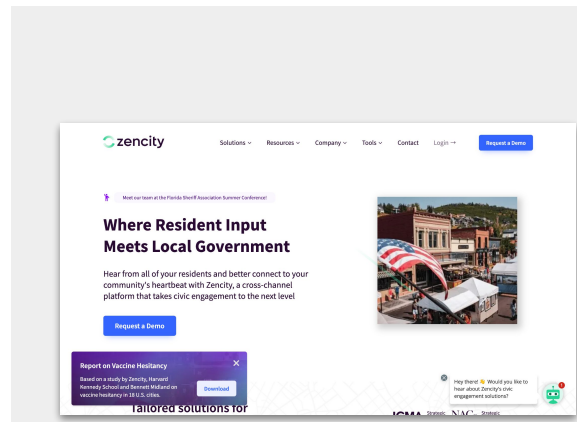 zencity
Solutions Resources Company Tools Contact Login → Request a Demo
Meet our team at the Florida Sheriff Association Summer Conference!
Where Resident Input
Meets Local Government
Hear from all of your residents and better connect to your
community's heartbeat with Zencity, a cross-channel
platform that takes civic engagement to the next level
Request a Demo
Report on Vaccine Hesitancy
Based on a study by Zencity, Harvard
Kennedy School and Bennett Midland on
vaccine hesitancy in 18 U.S. cities.
Download
Hey there! 👋 Would you like to
hear about Zencity's civic
engagement solutions?
1
Tailored solutions for
ICMA Strategic NAC Strategic